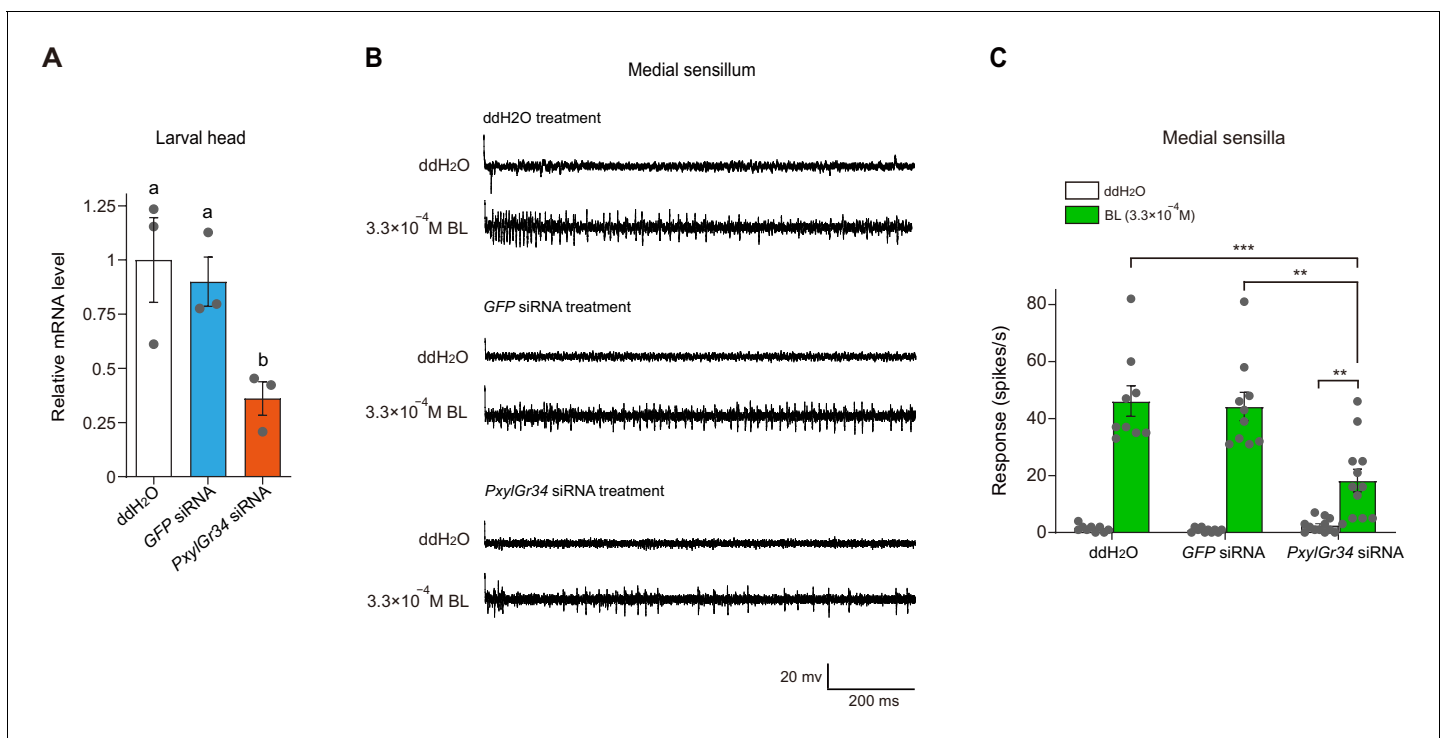 A
Larval head
Relative mRNA level
1.25
1
0.75
0.5
0.25
0
a
a
b
ddH2O
GFP siRNA
PxylGr34 siRNA
B
Medial sensillum
ddH2O treatment
ddH2O
3.3×10⁻⁴M BL
GFP siRNA treatment
ddH2O
3.3×10⁻⁴M BL
PxylGr34 siRNA treatment
ddH2O
3.3×10⁻⁴M BL
20 mv
200 ms
C
Medial sensilla
ddH2O
BL (3.3×10⁻⁴M)
***
**
**
Response (spikes/s)
80
60
40
20
0
ddH2O
GFP siRNA
PxylGr34 siRNA